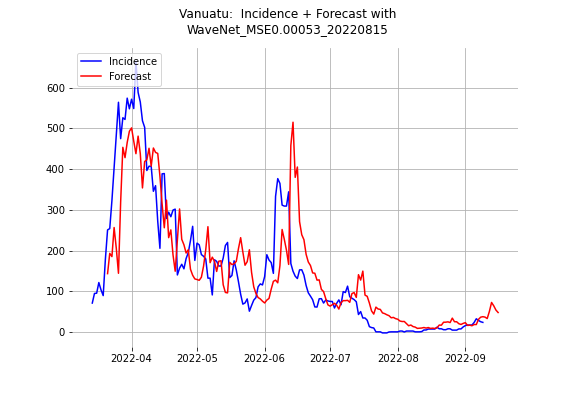 Vanuatu:  Incidence + Forecast with
WaveNet_MSE0.00053_20220815
Incidence
Forecast
600
500
400
300
200
100
0
2022-04 2022-05 2022-06 2022-07 2022-08 2022-09